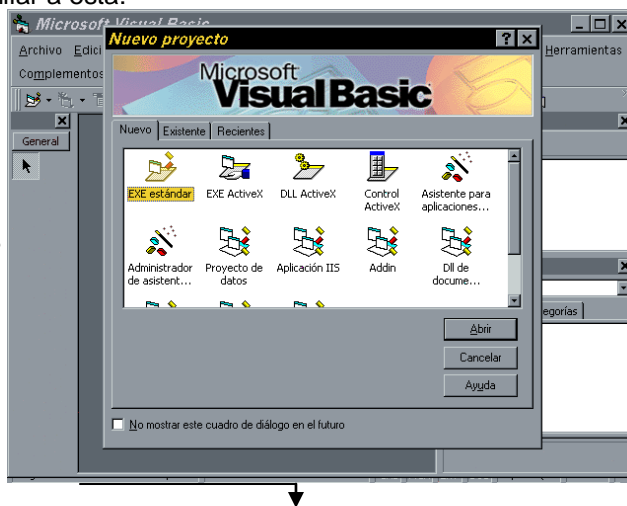 Microsoft Visual Basic
Archivo Edici
Herramientas
Complementos
General
Nuevo proyecto
Microsoft
Visual Basic
Nuevo Existente Recientes
EXE estándar EXE ActiveX DLL ActiveX Control ActiveX Asistente para aplicaciones...
Administrador de asistent... Proyecto de datos Aplicación IIS Addin Dll de docume...
egorías
Abrir
Cancelar
Ayuda
No mostrar este cuadro de diálogo en el futuro